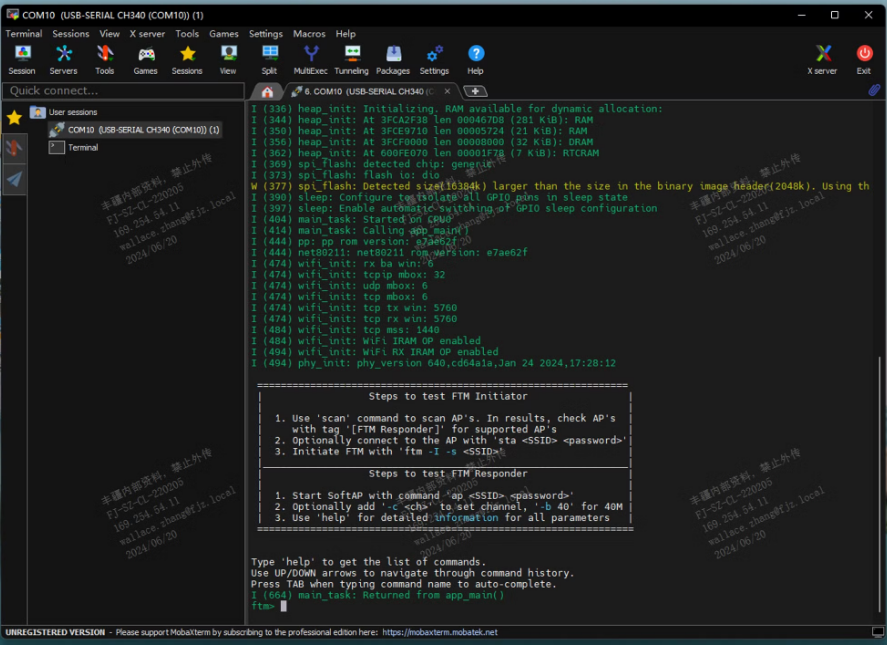 COM10 (USB-SERIAL CH340 (COM10)) (1)
Terminal Sessions View X server Tools Games Settings Macros Help
Session Servers Tools Games Sessions View Split MultiExec Tunneling Packages Settings Help X server Exit
Quick connect...
6. COM10 (USB-SERIAL CH340 (C
User sessions
COM10 (USB-SERIAL CH340 (COM10)) (1)
Terminal
I (336) heap_init: Initializing. RAM available for dynamic allocation:
I (344) heap_init: At 3FCA2F38 len 000467D8 (281 KiB): RAM
I (350) heap_init: At 3FCE9710 len 00005724 (21 KiB): RAM
I (356) heap_init: At 3FCF0000 len 00008000 (32 KiB): DRAM
I (362) heap_init: At 600FE070 len 00001F78 (7 KiB): RTCRAM
I (369) spi_flash: detected chip: generic
I (373) spi_flash: flash io: dio
W (377) spi_flash: Detected size(16384k) larger than the size in the binary image header(2048k). Using th
I (390) sleep: Configure to isolate all GPIO pins in sleep state
I (397) sleep: Enable automatic switching of GPIO sleep configuration
I (404) main_task: Started on CPU0
I (414) main_task: Calling app_main()
I (444) pp: pp rom version: e7ae62f
I (444) net80211: net80211 rom version: e7ae62f
I (474) wifi_init: rx ba win: 6
I (474) wifi_init: tcpip mbox: 32
I (474) wifi_init: udp mbox: 6
I (474) wifi_init: tcp mbox: 6
I (474) wifi_init: tcp tx win: 5760
I (474) wifi_init: tcp rx win: 5760
I (484) wifi_init: tcp mss: 1440
I (484) wifi_init: WiFi IRAM OP enabled
I (494) wifi_init: WiFi RX IRAM OP enabled
I (494) phy_init: phy_version 640,cd64a1a,Jan 24 2024,17:28:12
Steps to test FTM Initiator
1. Use 'scan' command to scan AP's. In results, check AP's
with tag '[FTM Responder]' for supported AP's
2. Optionally connect to the AP with 'sta <SSID> <password>'
3. Initiate FTM with 'ftm -I -s <SSID>'
Steps to test FTM Responder
1. Start SoftAP with command 'ap <SSID> <password>'
2. Optionally add '-c <ch>' to set channel, '-b 40' for 40M
3. Use 'help' for detailed information for all parameters
Type 'help' to get the list of commands.
Use UP/DOWN arrows to navigate through command history.
Press TAB when typing command name to auto-complete.
I (664) main_task: Returned from app_main()
ftm>
丰疆内部资料，禁止外传
FJ-SZ-CL-220205
169.254.54.11
wallace.zhang@fjz.local
2024/06/20
UNREGISTERED VERSION - Please support MobaXterm by subscribing to the professional edition here: https://mobaxterm.mobatek.net